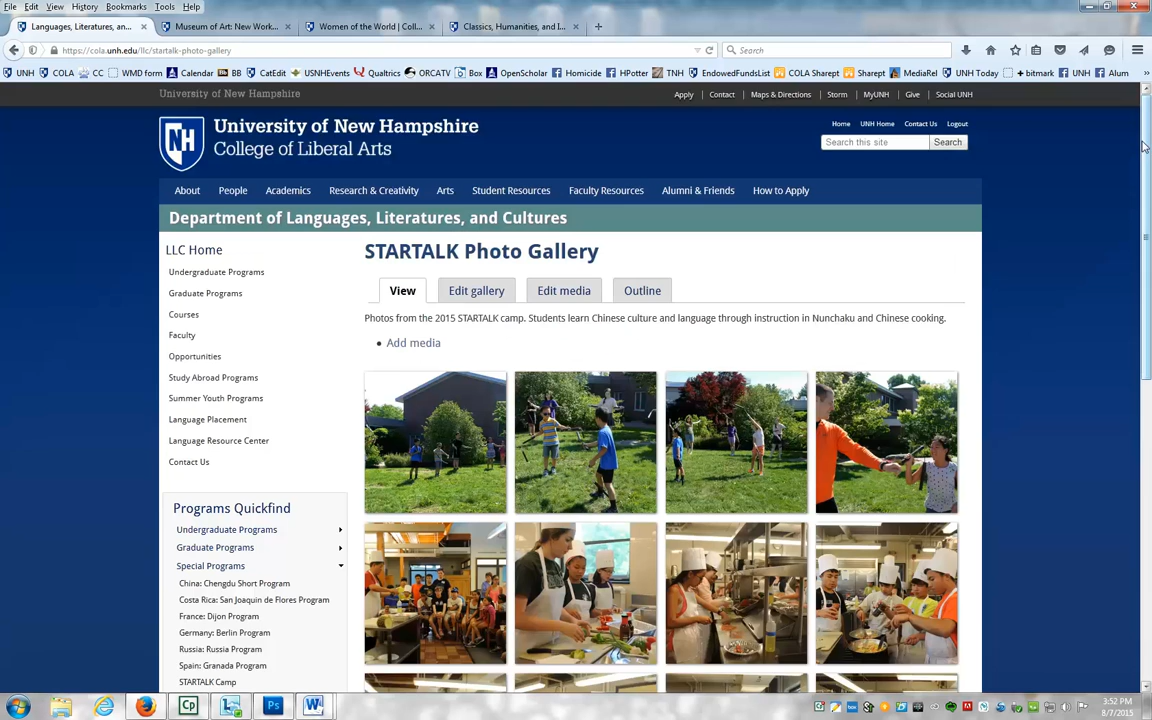 File Edit View History Bookmarks Tools Help
Languages, Literatures, an... × Museum of Art: New Work... × Women of the World | Coll... × Classics, Humanities, and I... × +
https://cola.unh.edu/llc/startalk-photo-gallery Search
UNH COLA CC WMD form Calendar BB CatEdit USNHEvents Qualtrics ORCATV Box OpenScholar Homicide HPotter TNH EndowedFundsList COLA Sharept Sharept MediaRel UNH Today + bitmark UNH Alum »
University of New Hampshire Apply Contact Maps & Directions Storm MyUNH Give Social UNH
Home UNH Home Contact Us Logout
NH University of New Hampshire
College of Liberal Arts
Search this site Search
About People Academics Research & Creativity Arts Student Resources Faculty Resources Alumni & Friends How to Apply
Department of Languages, Literatures, and Cultures
LLC Home
Undergraduate Programs
Graduate Programs
Courses
Faculty
Opportunities
Study Abroad Programs
Summer Youth Programs
Language Placement
Language Resource Center
Contact Us
Programs Quickfind
Undergraduate Programs
Graduate Programs
Special Programs
China: Chengdu Short Program
Costa Rica: San Joaquin de Flores Program
France: Dijon Program
Germany: Berlin Program
Russia: Russia Program
Spain: Granada Program
STARTALK Camp
STARTALK Photo Gallery
View Edit gallery Edit media Outline
Photos from the 2015 STARTALK camp. Students learn Chinese culture and language through instruction in Nunchaku and Chinese cooking.
• Add media
Cp Ps W
3:52 PM
8/7/2015